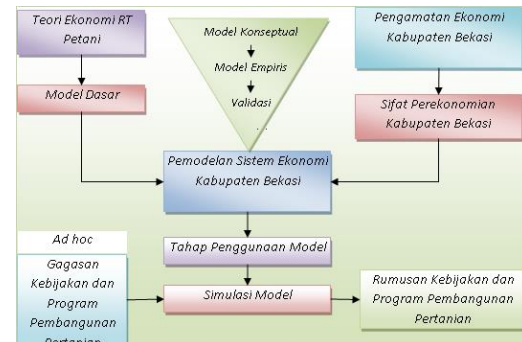 Teori Ekonomi RT
Petani
Model Dasar
Model Konseptual
Model Empiris
Validasi
Pengamatan Ekonomi
Kabupaten Bekasi
Sifat Perekonomian
Kabupaten Bekasi
Pemodelan Sistem Ekonomi
Kabupaten Bekasi
Tahap Penggunaan Model
Ad hoc
Gagasan
Kebijakan dan
Program
Pembangunan
Pertanian
Simulasi Model
Rumusan Kebijakan dan
Program Pembangunan
Pertanian